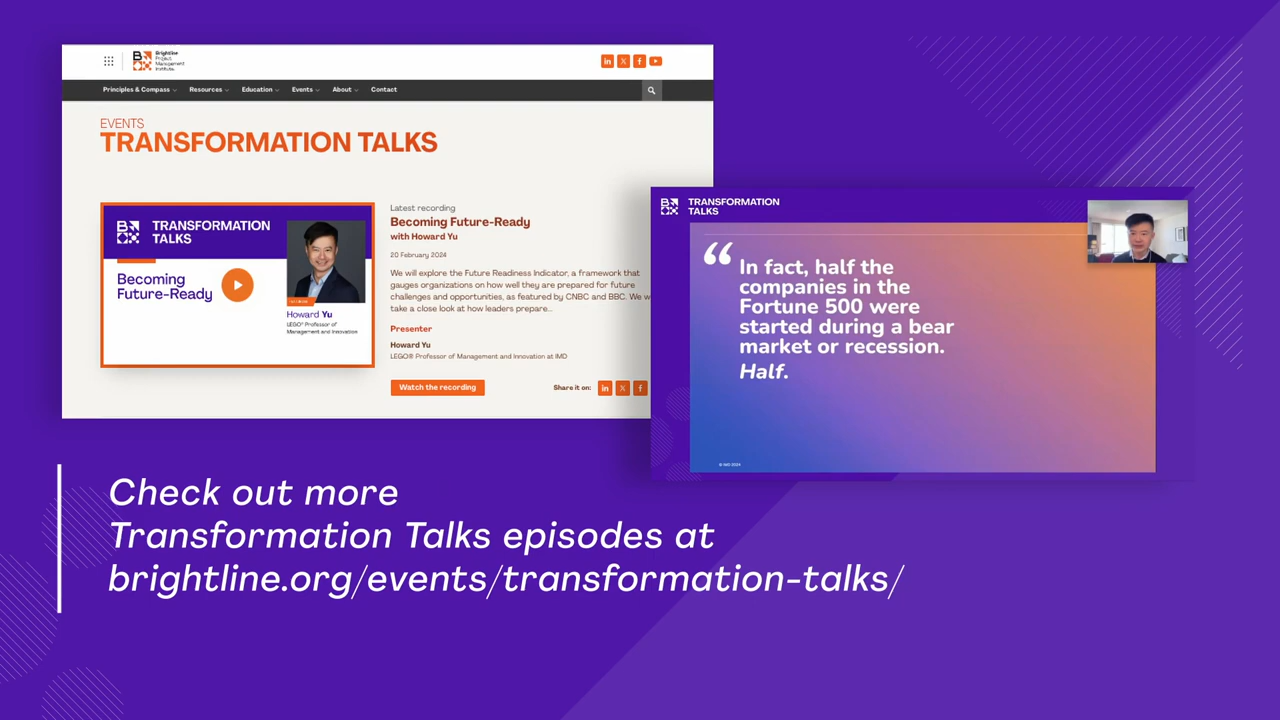 Brightline
Project
Management
Institute
Principles & Compass
Resources
Education
Events
About
Contact
EVENTS
TRANSFORMATION TALKS
TRANSFORMATION
TALKS
Becoming
Future-Ready
Howard Yu
LEGO® Professor of
Management and Innovation
Latest recording
Becoming Future-Ready
with Howard Yu
20 February 2024
We will explore the Future Readiness Indicator, a framework that
gauges organizations on how well they are prepared for future
challenges and opportunities, as featured by CNBC and BBC. We
take a close look at how leaders prepare...
Presenter
Howard Yu
LEGO® Professor of Management and Innovation at IMD
Watch the recording
Share it on:
TRANSFORMATION
TALKS
“
In fact, half the
companies in the
Fortune 500 were
started during a bear
market or recession.
Half.
© IMD 2024
Check out more
Transformation Talks episodes at
brightline.org/events/transformation-talks/